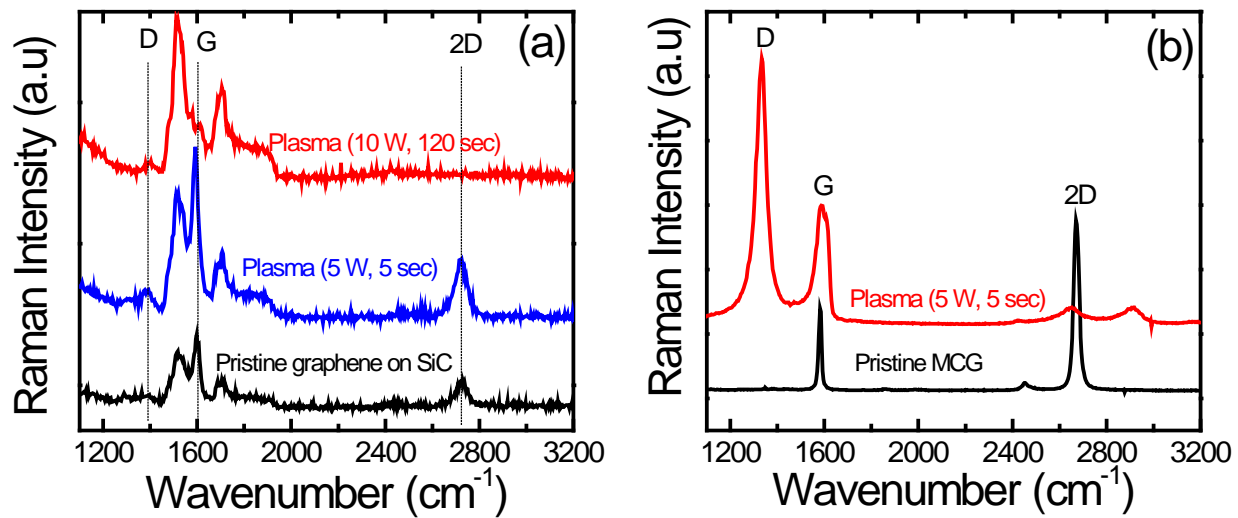 D
G
2D
(a)
Plasma (10 W, 120 sec)
Plasma (5 W, 5 sec)
Pristine graphene on SiC
Raman Intensity (a.u)
1200 1600 2000 2400 2800 3200
Wavenumber (cm⁻¹)
D
G
2D
(b)
Plasma (5 W, 5 sec)
Pristine MCG
Raman Intensity (a.u)
1200 1600 2000 2400 2800 3200
Wavenumber (cm⁻¹)